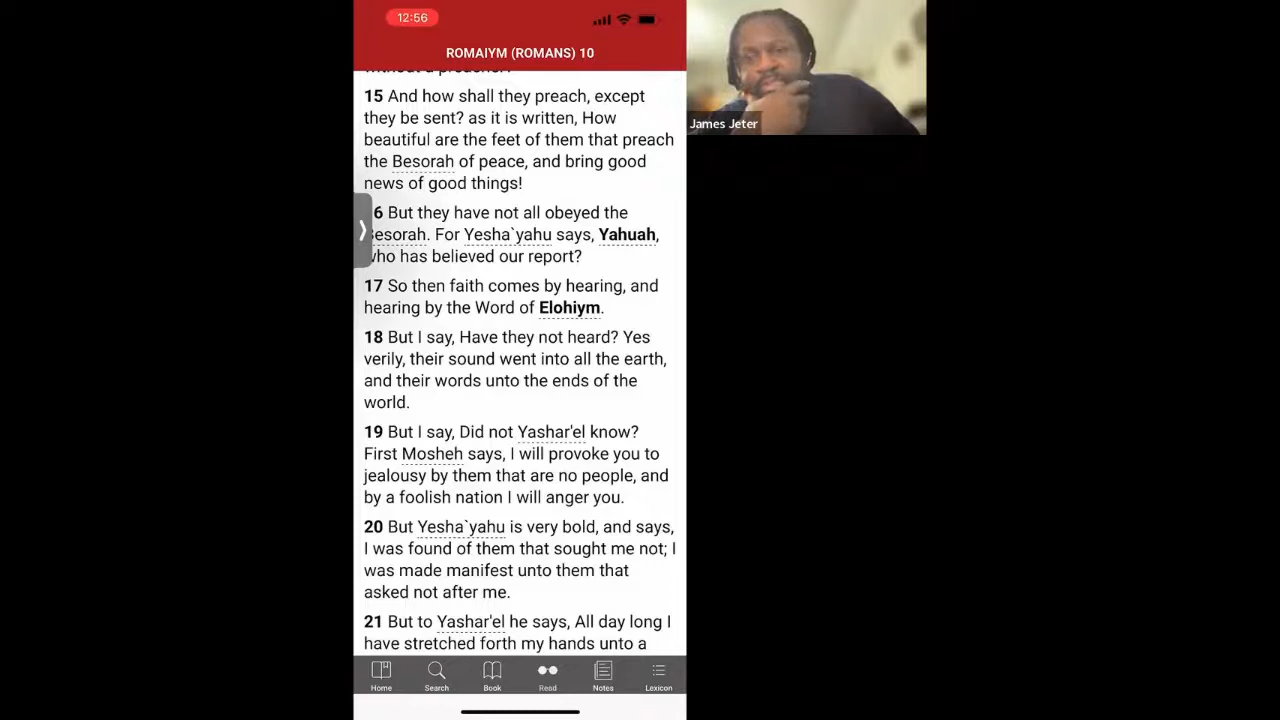 12:56
ROMAIYM (ROMANS) 10
without a preacher?
15 And how shall they preach, except
they be sent? as it is written, How
beautiful are the feet of them that preach
the Besorah of peace, and bring good
news of good things!
6 But they have not all obeyed the
Besorah. For Yesha`yahu says, Yahuah,
who has believed our report?
17 So then faith comes by hearing, and
hearing by the Word of Elohiym.
18 But I say, Have they not heard? Yes
verily, their sound went into all the earth,
and their words unto the ends of the
world.
19 But I say, Did not Yashar'el know?
First Mosheh says, I will provoke you to
jealousy by them that are no people, and
by a foolish nation I will anger you.
20 But Yesha`yahu is very bold, and says,
I was found of them that sought me not; I
was made manifest unto them that
asked not after me.
21 But to Yashar'el he says, All day long I
have stretched forth my hands unto a
Home Search Book Read Notes Lexicon
James Jeter